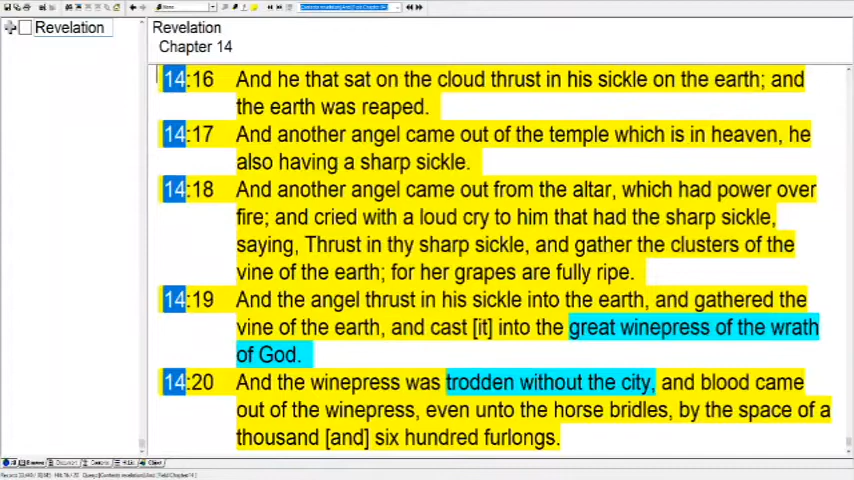 Revelation
Revelation
Chapter 14
14:16 And he that sat on the cloud thrust in his sickle on the earth; and
the earth was reaped.
14:17 And another angel came out of the temple which is in heaven, he
also having a sharp sickle.
14:18 And another angel came out from the altar, which had power over
fire; and cried with a loud cry to him that had the sharp sickle,
saying, Thrust in thy sharp sickle, and gather the clusters of the
vine of the earth; for her grapes are fully ripe.
14:19 And the angel thrust in his sickle into the earth, and gathered the
vine of the earth, and cast [it] into the great winepress of the wrath
of God.
14:20 And the winepress was trodden without the city, and blood came
out of the winepress, even unto the horse bridles, by the space of a
thousand [and] six hundred furlongs.